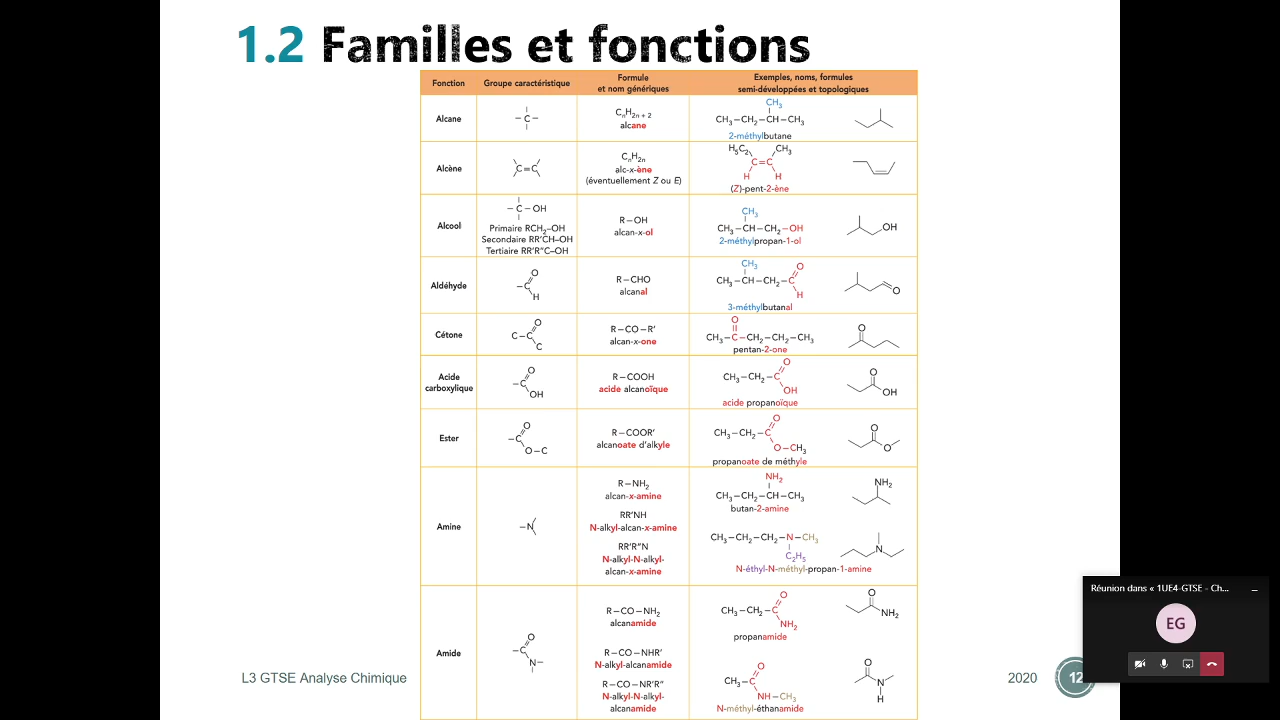 1.2 Familles et fonctions
Fonction
Groupe caractéristique
Formule
et nom génériques
Exemples, noms, formules
semi-développées et topologiques
Alcane
–C–
CnH2n + 2
alcane
CH3
CH3–CH2–CH–CH3
2-méthylbutane
Alcène
C=C
CnH2n
alc-x-ène
(éventuellement Z ou E)
H5C2 CH3
C=C
H H
(Z)-pent-2-ène
Alcool
–C–OH
Primaire RCH2–OH
Secondaire RR'CH–OH
Tertiaire RR'R"C–OH
R–OH
alcan-x-ol
CH3
CH3–CH–CH2–OH
2-méthylpropan-1-ol
OH
Aldéhyde
O
–C
H
R–CHO
alcanal
CH3 O
CH3–CH–CH2–C
H
3-méthylbutanal
O
Cétone
O
C–C
C
R–CO–R'
alcan-x-one
O
CH3–C–CH2–CH2–CH3
pentan-2-one
O
Acide
carboxylique
O
–C
OH
R–COOH
acide alcanoïque
O
CH3–CH2–C
OH
acide propanoïque
O
OH
Ester
O
–C
O–C
R–COOR'
alcanoate d'alkyle
O
CH3–CH2–C
O–CH3
propanoate de méthyle
O
O
Amine
–N
R–NH2
alcan-x-amine
RR'NH
N-alkyl-alcan-x-amine
RR'R"N
N-alkyl-N-alkyl-
alcan-x-amine
NH2
CH3–CH2–CH–CH3
butan-2-amine
NH2
CH3–CH2–CH2–N–CH3
C2H5
N-éthyl-N-méthyl-propan-1-amine
N
Amide
O
–C
N–
R–CO–NH2
alcanamide
R–CO–NHR'
N-alkyl-alcanamide
R–CO–NR'R"
N-alkyl-N-alkyl-
alcanamide
O
CH3–CH2–C
NH2
propanamide
O
NH2
O
CH3–C
NH–CH3
N-méthyl-éthanamide
O
N
H
L3 GTSE Analyse Chimique
2020
12
Réunion dans « 1UE4-GTSE - Ch...
EG